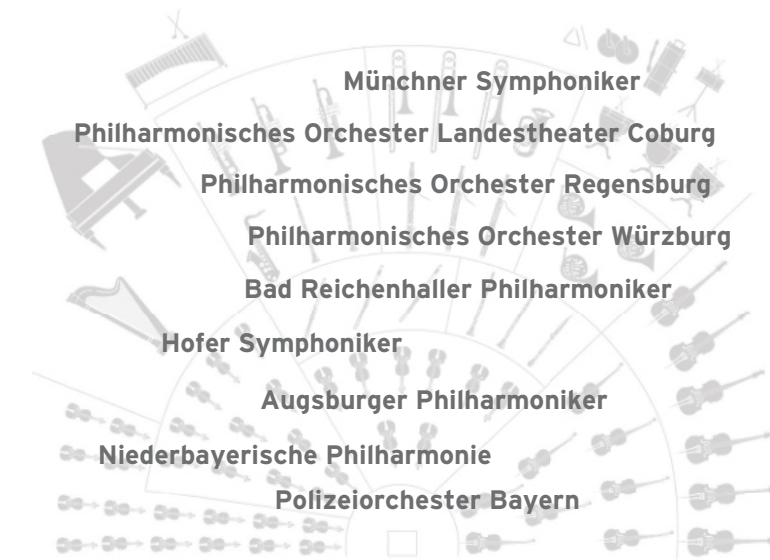 Münchner Symphoniker
Philharmonisches Orchester Landestheater Coburg
Philharmonisches Orchester Regensburg
Philharmonisches Orchester Würzburg
Bad Reichenhaller Philharmoniker
Hofer Symphoniker
Augsburger Philharmoniker
Niederbayerische Philharmonie
Polizeiorchester Bayern